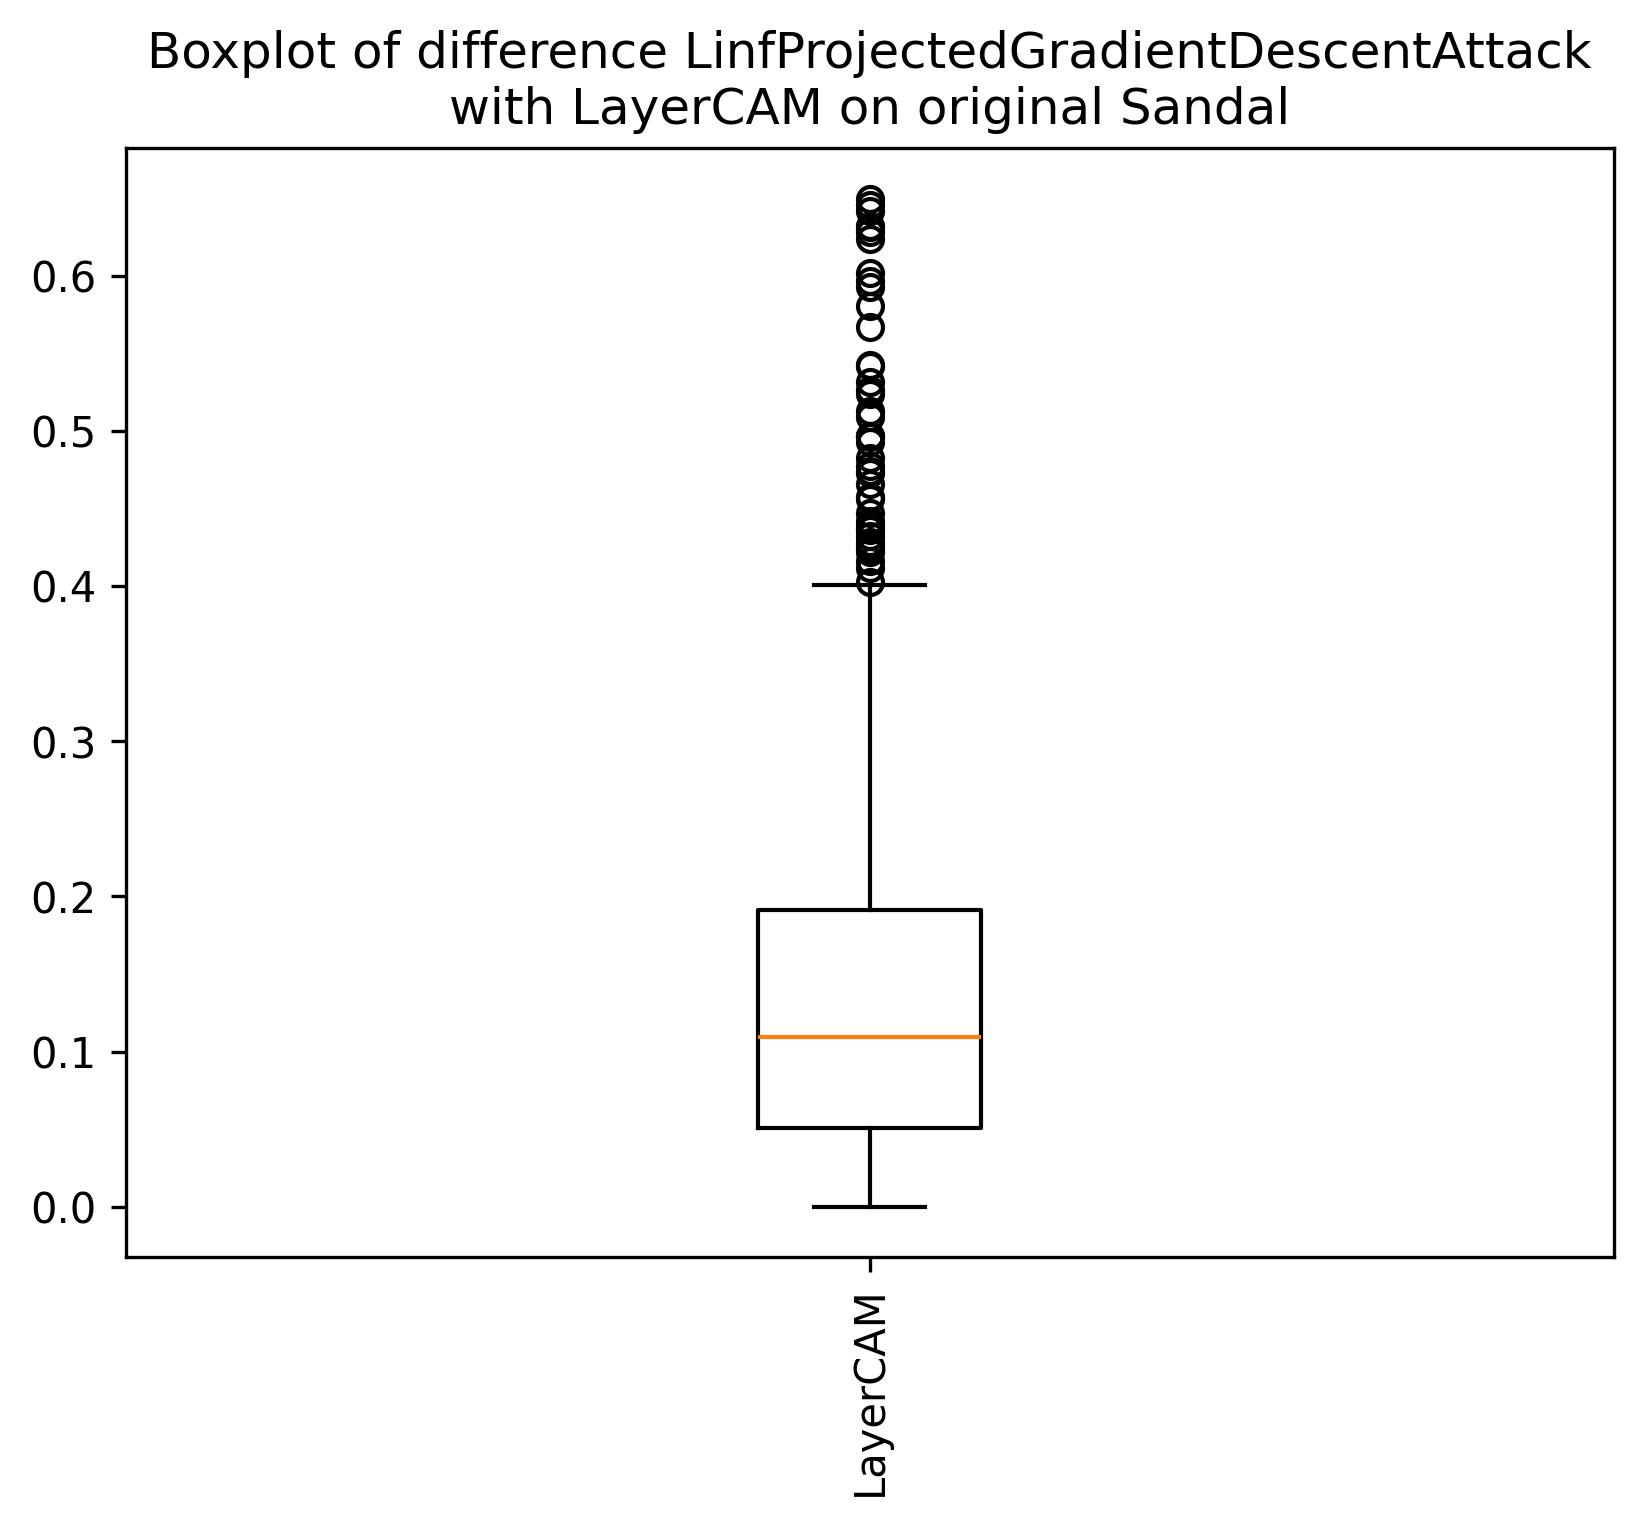 Boxplot of difference LinfProjectedGradientDescentAttack
with LayerCAM on original Sandal
0.6
0.5
0.4
0.3
0.2
0.1
0.0
LayerCAM